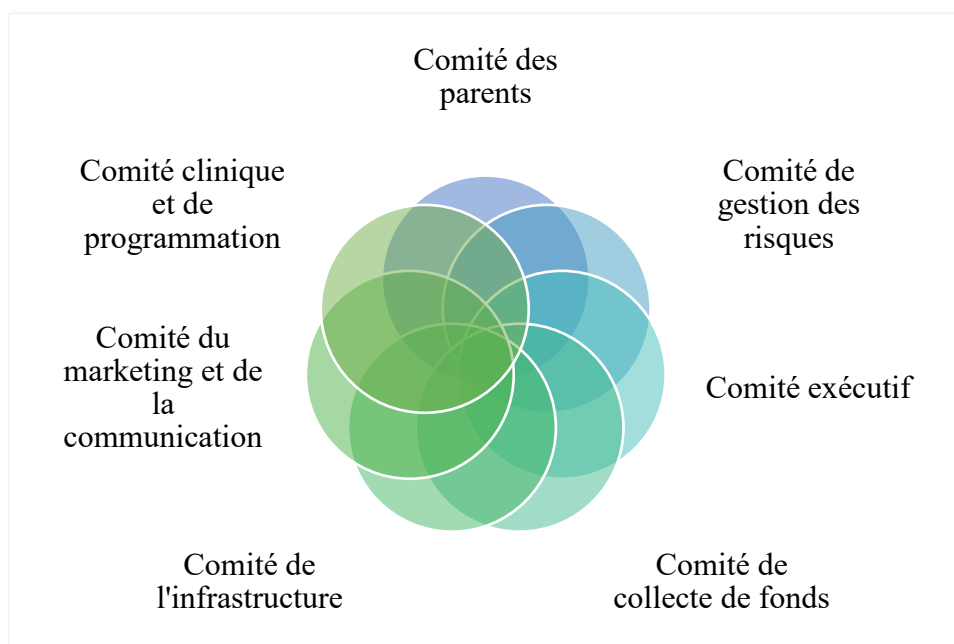 Comité des
parents
Comité de
gestion des
risques
Comité exécutif
Comité de
collecte de fonds
Comité de
l'infrastructure
Comité du
marketing et de
la
communication
Comité clinique
et de
programmation